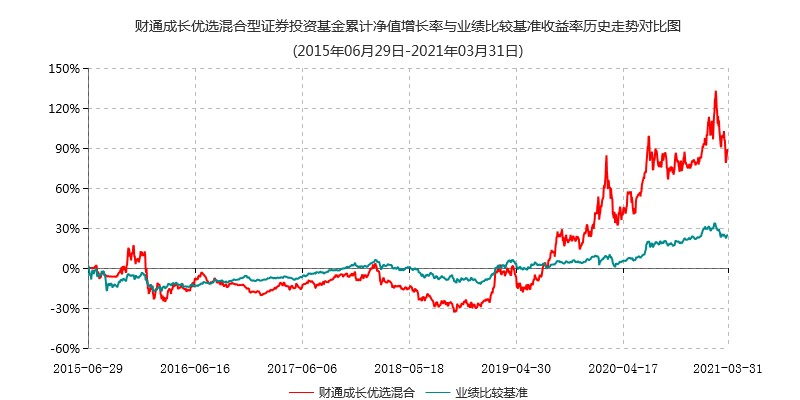 财通成长优选混合型证券投资基金累计净值增长率与业绩比较基准收益率历史走势对比图
(2015年06月29日-2021年03月31日)
150%
120%
90%
60%
30%
0%
-30%
-60%
2015-06-29 2016-06-16 2017-06-06 2018-05-18 2019-04-30 2020-04-17 2021-03-31
财通成长优选混合 业绩比较基准